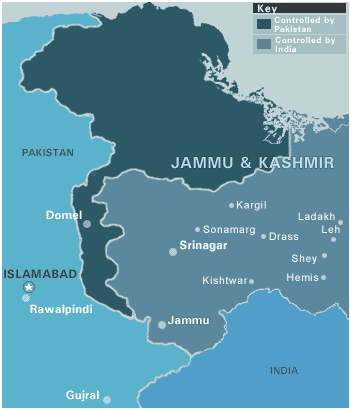 Key
Controlled by
Pakistan
Controlled by
India
PAKISTAN
JAMMU & KASHMIR
Kargil
Domel
Ladakh
Sonamarg
Leh
Drass
Srinagar
Shey
ISLAMABAD
Kishtwar
Hemis
Rawalpindi
Jammu
INDIA
Gujral